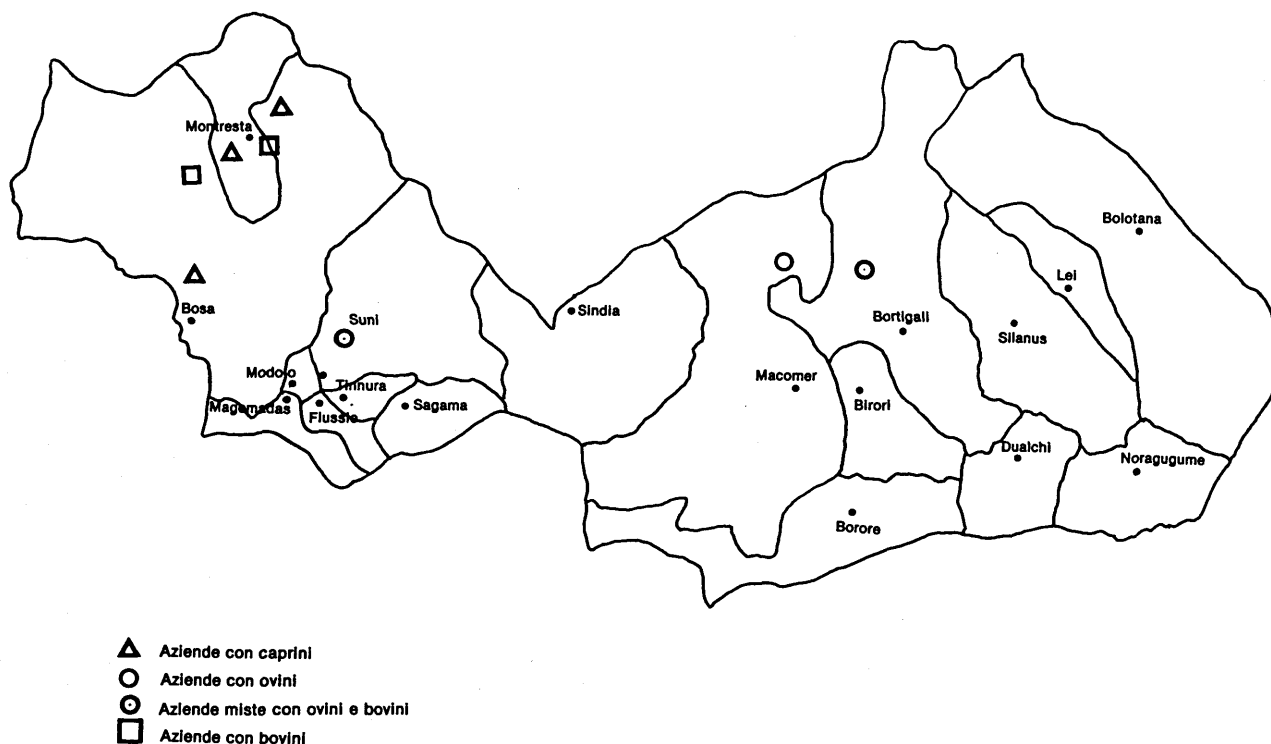 Montresta
Bolotana
Lei
Bosa
Sindia
Suni
Bortigali
Silanus
Modolo
Tinnura
Macomer
Magomadas
Flussio
Sagama
Birori
Dualchi
Noragugume
Borore
Aziende con caprini
Aziende con ovini
Aziende miste con ovini e bovini
Aziende con bovini